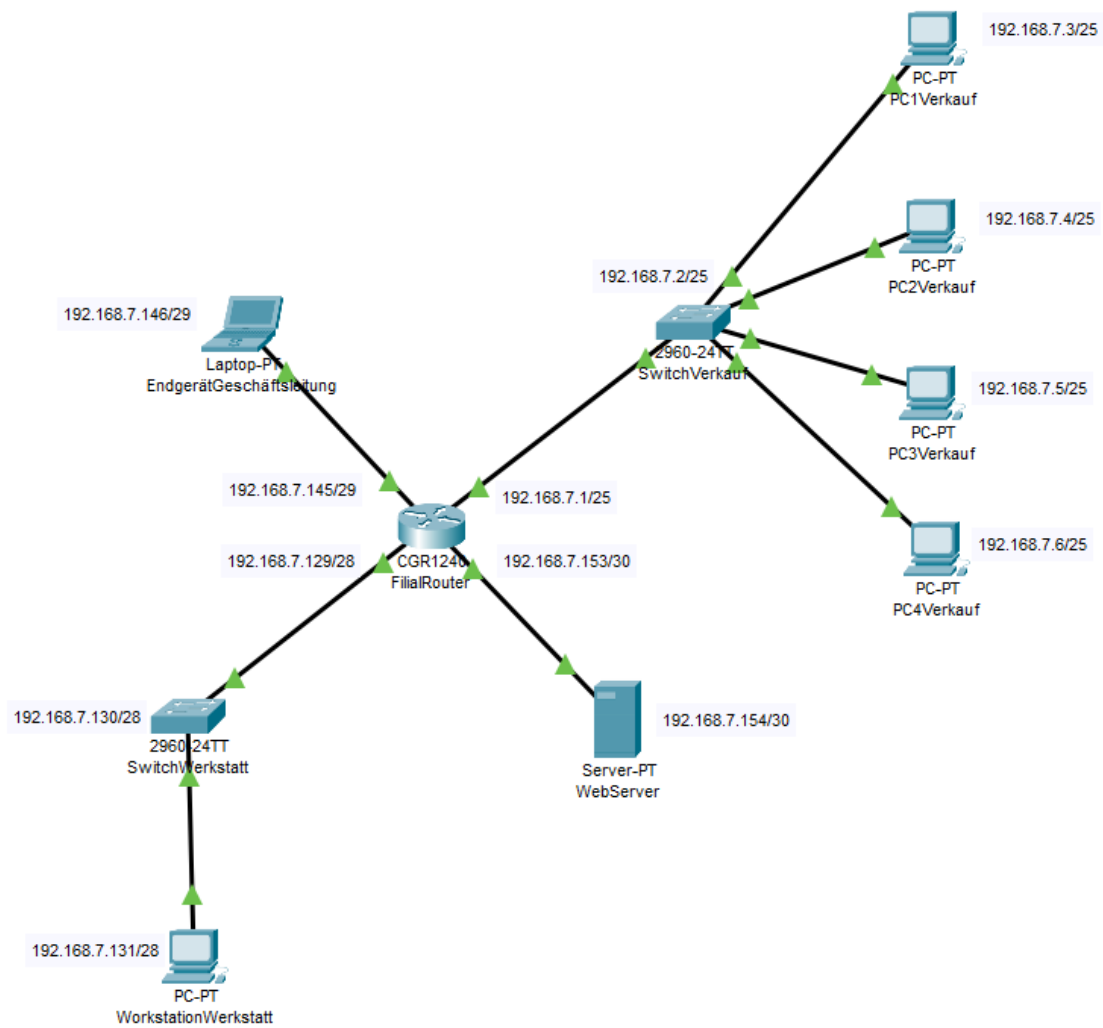 192.168.7.3/25
PC-PT
PC1Verkauf
192.168.7.4/25
PC-PT
PC2Verkauf
192.168.7.2/25
2960-24TT
SwitchVerkauf
192.168.7.146/29
Laptop-PT
EndgerätGeschäftsleitung
192.168.7.5/25
PC-PT
PC3Verkauf
192.168.7.145/29
192.168.7.1/25
192.168.7.129/28
CGR1240
FilialRouter
192.168.7.153/30
192.168.7.6/25
PC-PT
PC4Verkauf
192.168.7.130/28
2960-24TT
SwitchWerkstatt
192.168.7.154/30
Server-PT
WebServer
192.168.7.131/28
PC-PT
WorkstationWerkstatt